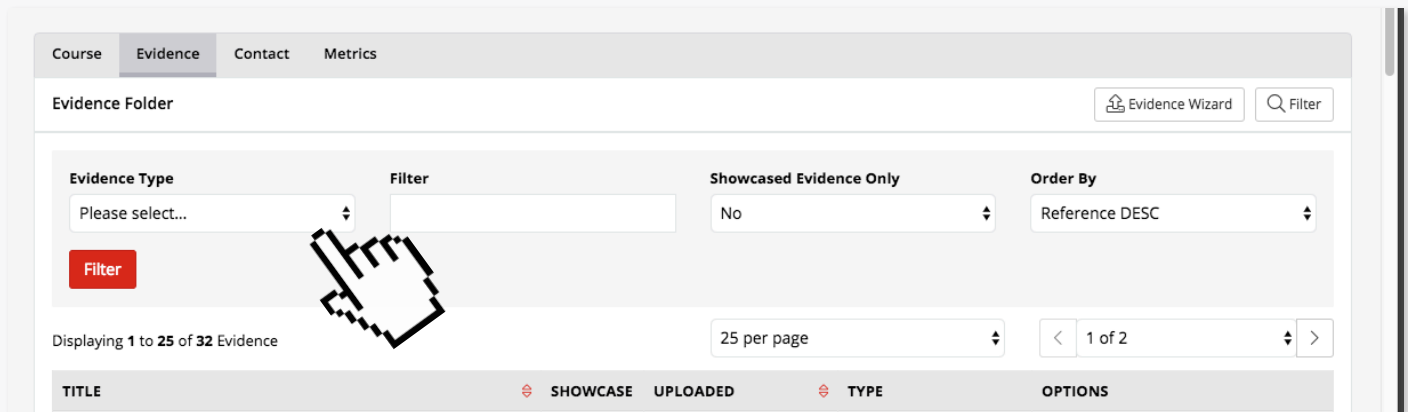 Course Evidence Contact Metrics
Evidence Folder Evidence Wizard Filter
Evidence Type Filter Showcased Evidence Only Order By
Please select... No Reference DESC
Filter
Displaying 1 to 25 of 32 Evidence 25 per page 1 of 2
TITLE SHOWCASE UPLOADED TYPE OPTIONS